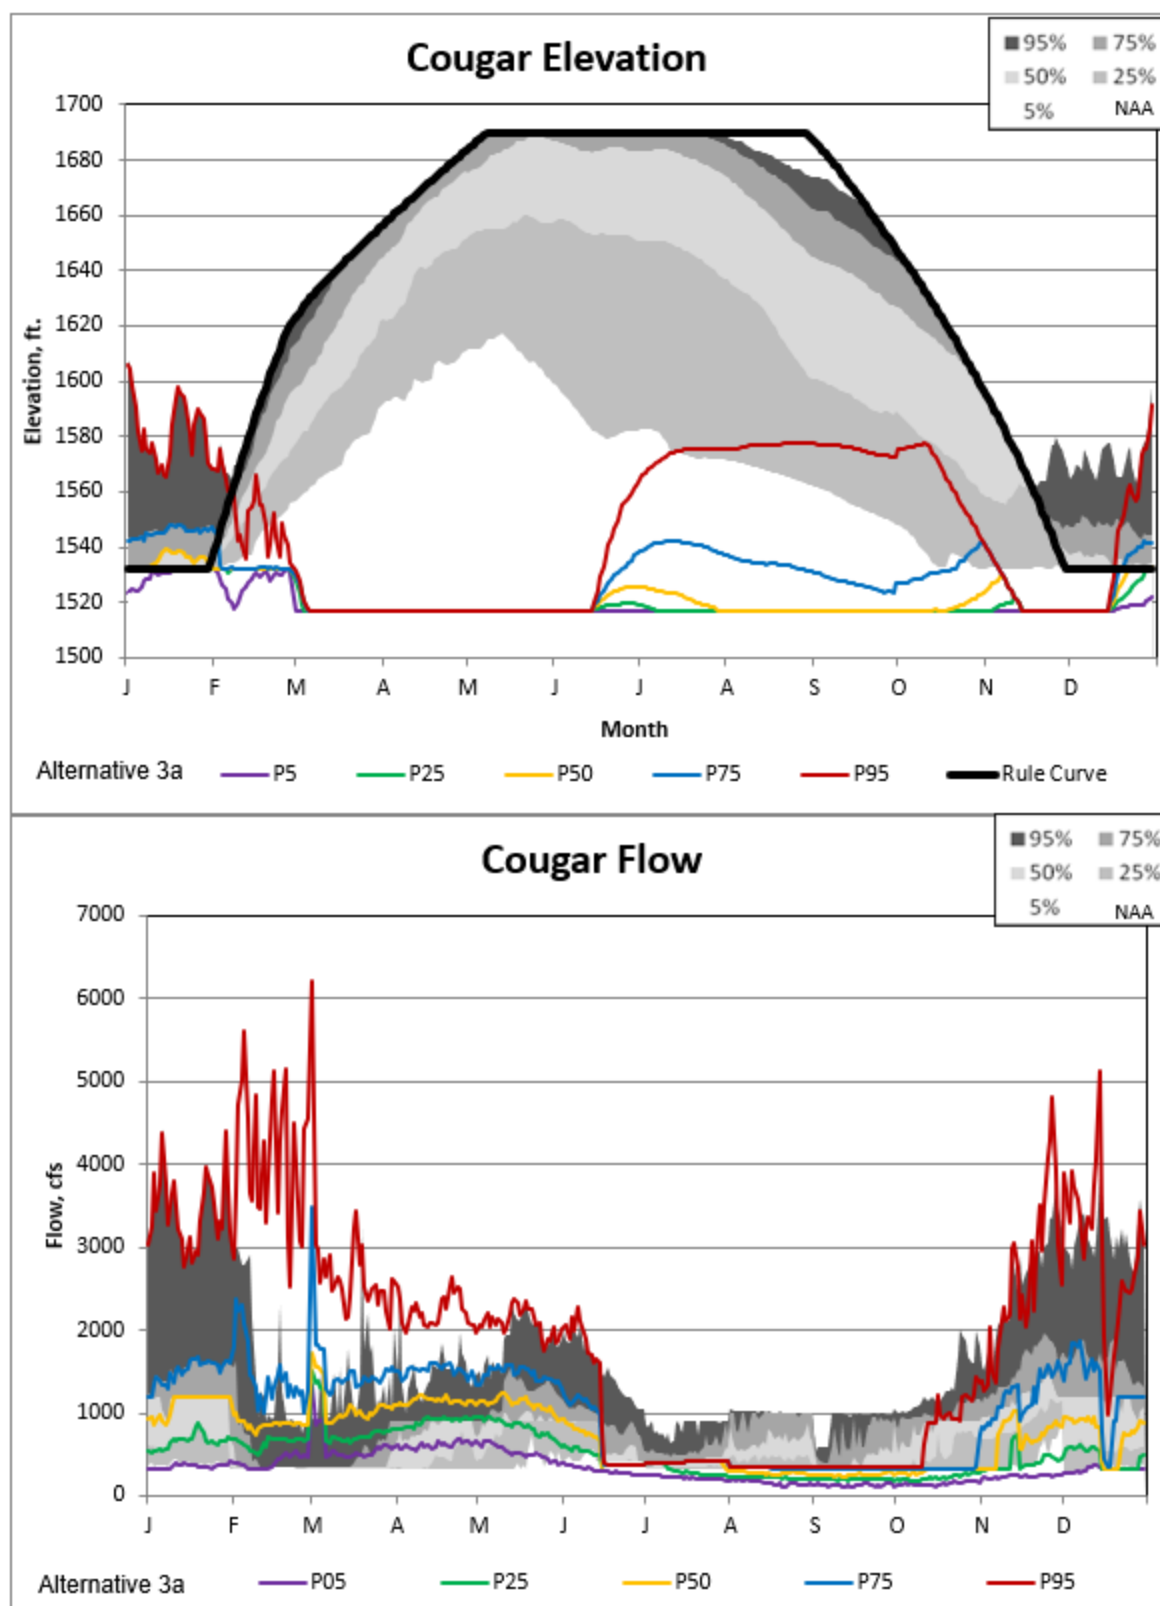 Cougar Elevation
95% 75%
50% 25%
5% NAA
1700
1680
1660
1640
1620
1600
1580
1560
1540
1520
1500
Elevation, ft.
J F M A M J J A S O N D
Month
Alternative 3a P5 P25 P50 P75 P95 Rule Curve
Cougar Flow
95% 75%
50% 25%
5% NAA
7000
6000
5000
4000
3000
2000
1000
0
Flow, cfs
J F M A M J J A S O N D
Alternative 3a P05 P25 P50 P75 P95